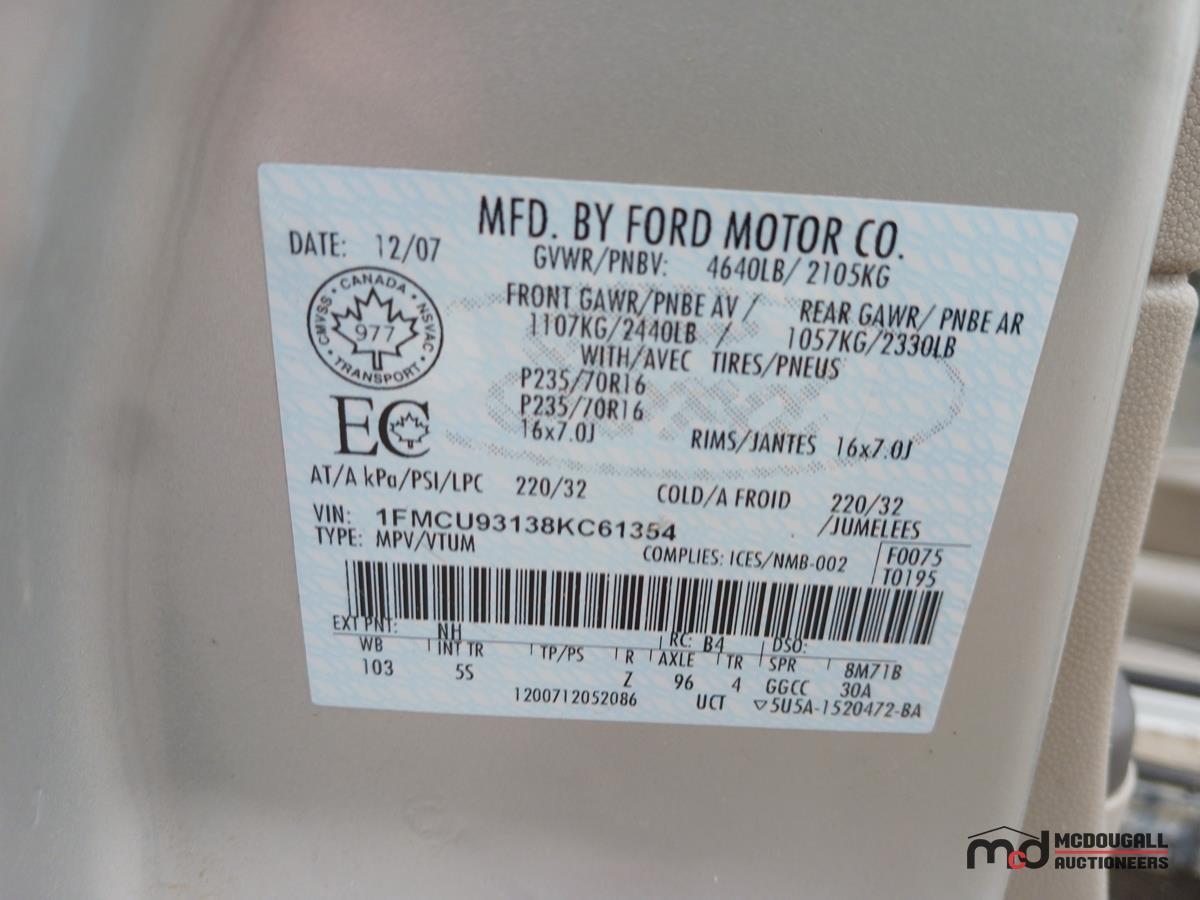 MFD. BY FORD MOTOR CO.
DATE: 12/07
GVWR/PNBV: 4640LB/ 2105KG
FRONT GAWR/PNBE AV / REAR GAWR/ PNBE AR
1107KG/2440LB / 1057KG/2330LB
WITH/AVEC TIRES/PNEUS
P235/70R16
P235/70R16
16x7.0J RIMS/JANTES 16x7.0J
CANADA
CMVSS 977 NSVAC
TRANSPORT
EC
AT/A kPa/PSI/LPC 220/32 COLD/A FROID 220/32
VIN: 1FMCU93138KC61354 /JUMELEES
TYPE: MPV/VTUM COMPLIES: ICES/NMB-002 F0075
T0195
EXT PNT: NH RC: B4 DSO:
WB INT TR TP/PS R AXLE TR SPR 8M71B
103 5S Z 96 4 GGCC 30A
1200712052086 UCT ▽5U5A-1520472-BA
mcd MCDOUGALL
AUCTIONEERS